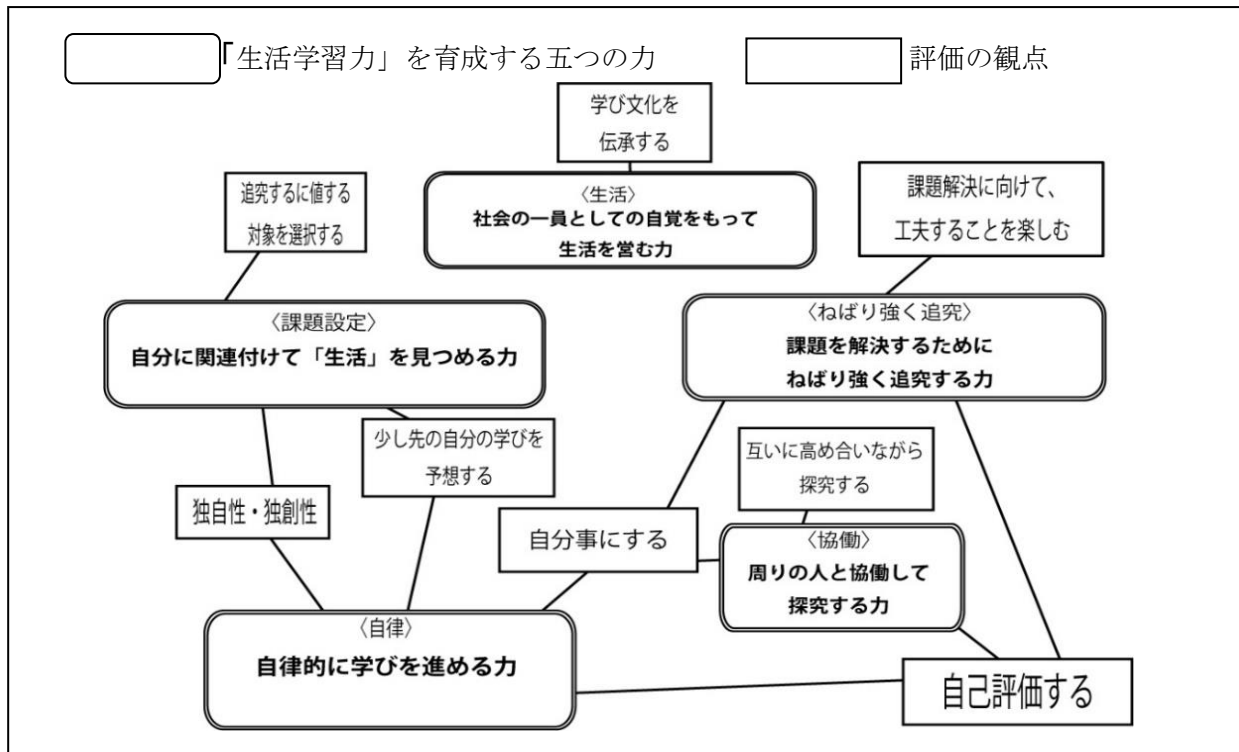 「生活学習力」を育成する五つの力
評価の観点
学び文化を
伝承する
追究するに値する
対象を選択する
〈生活〉
社会の一員としての自覚をもって
生活を営む力
課題解決に向けて、
工夫することを楽しむ
〈課題設定〉
自分に関連付けて「生活」を見つめる力
〈ねばり強く追究〉
課題を解決するために
ねばり強く追究する力
少し先の自分の学びを
予想する
互いに高め合いながら
探究する
独自性・独創性
自分事にする
〈協働〉
周りの人と協働して
探究する力
〈自律〉
自律的に学びを進める力
自己評価する